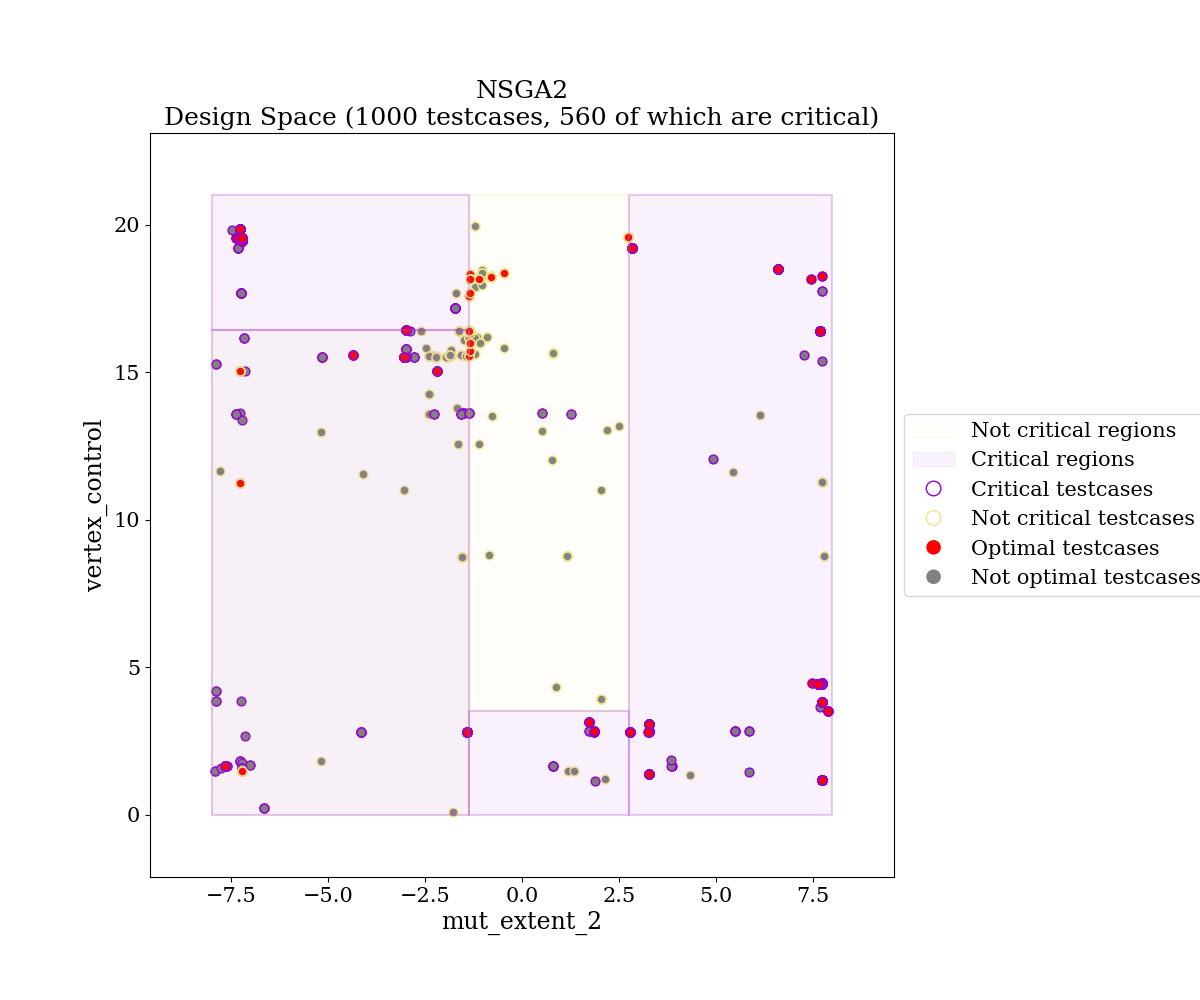 NSGA2
Design Space (1000 testcases, 560 of which are critical)
20
15
10
5
0
vertex_control
−7.5
−5.0
−2.5
0.0
2.5
5.0
7.5
mut_extent_2
Not critical regions
Critical regions
Critical testcases
Not critical testcases
Optimal testcases
Not optimal testcases